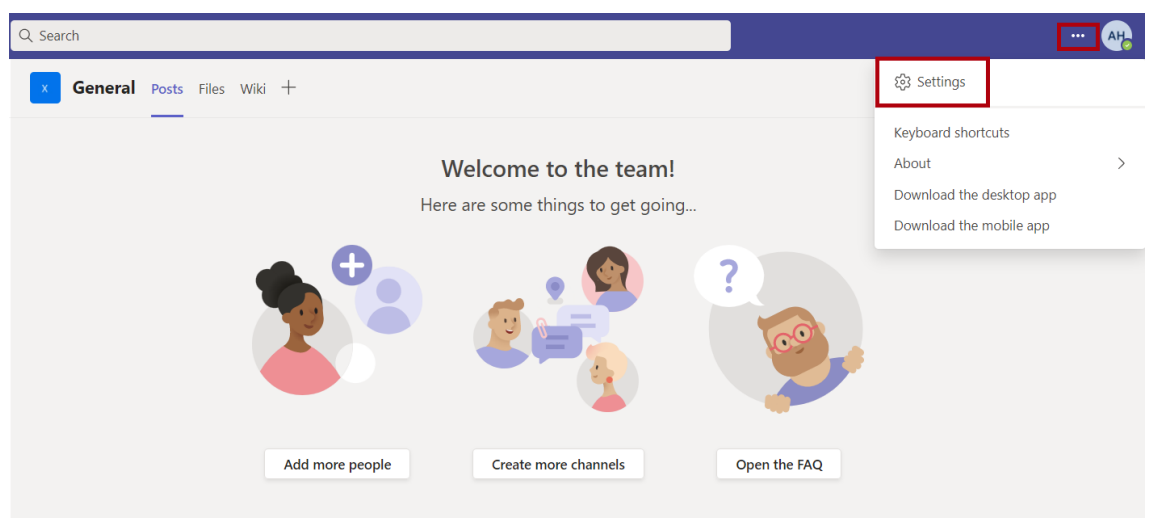 Search
...
AH
X
General Posts Files Wiki +
Settings
Keyboard shortcuts
About
Download the desktop app
Download the mobile app
Welcome to the team!
Here are some things to get going...
?
Add more people
Create more channels
Open the FAQ